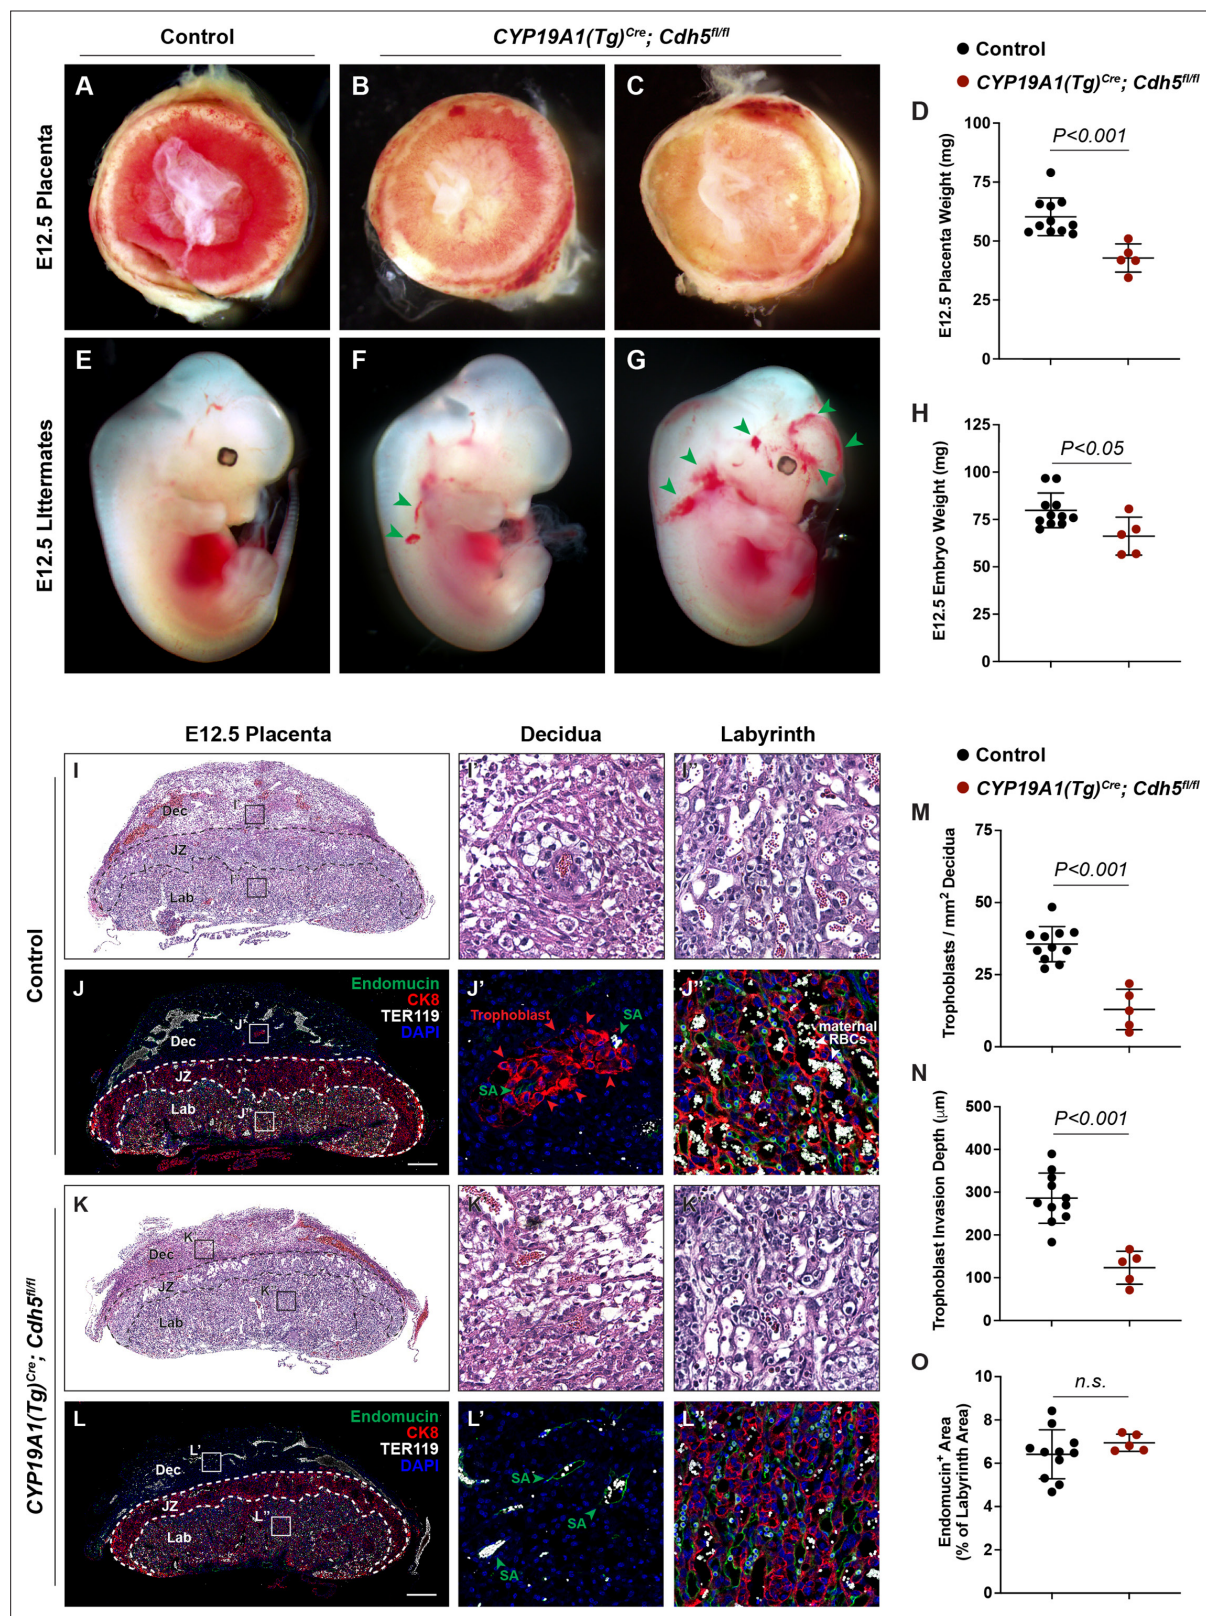 Control
CYP19A1(Tg)Cre; Cdh5fl/fl
E12.5 Placenta
A
B
C
Control
CYP19A1(Tg)Cre; Cdh5fl/fl
D
E12.5 Placenta Weight (mg)
100
75
50
25
0
P<0.001
E12.5 Littermates
E
F
G
H
E12.5 Embryo Weight (mg)
125
100
75
50
25
0
P<0.05
E12.5 Placenta
Decidua
Labyrinth
Control
I
Dec
JZ
Lab
I'
I'
I''
J
Endomucin
CK8
TER119
DAPI
Dec
J'
JZ
Lab
J''
J'
Trophoblast
SA
SA
J''
maternal
RBCs
CYP19A1(Tg)Cre; Cdh5fl/fl
K
Dec
K
JZ
K
Lab
K
K
L
Endomucin
CK8
TER119
DAPI
L'
Dec
JZ
L''
Lab
L'
SA
SA
SA
L''
Control
CYP19A1(Tg)Cre; Cdh5fl/fl
M
Trophoblasts / mm2 Decidua
75
50
25
0
P<0.001
N
Trophoblast Invasion Depth (μm)
500
400
300
200
100
0
P<0.001
O
Endomucin+ Area
(% of Labyrinth Area)
10
8
6
4
2
0
n.s.